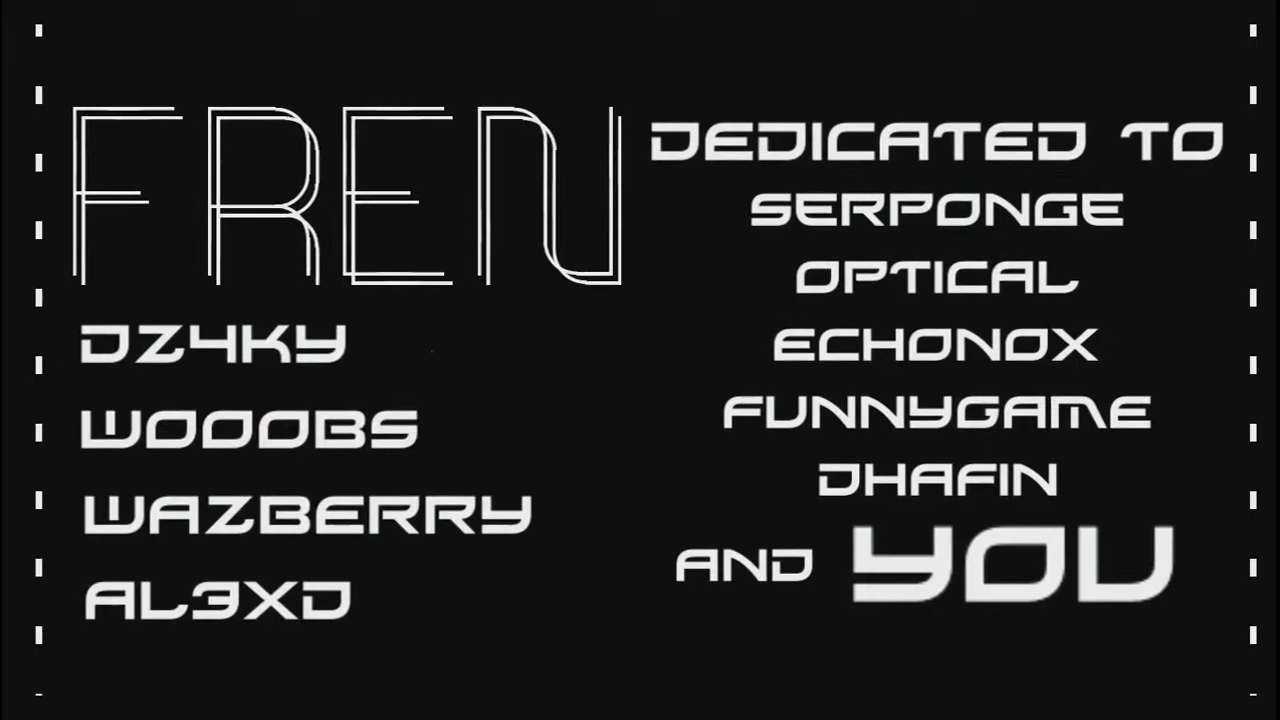 FREN
DZ4KY
WOOOBS
WAZBERRY
AL3XD
DEDICATED TO
SERPONGE
OPTICAL
ECHONOX
FUNNYGAME
DHAFIN
AND YOU